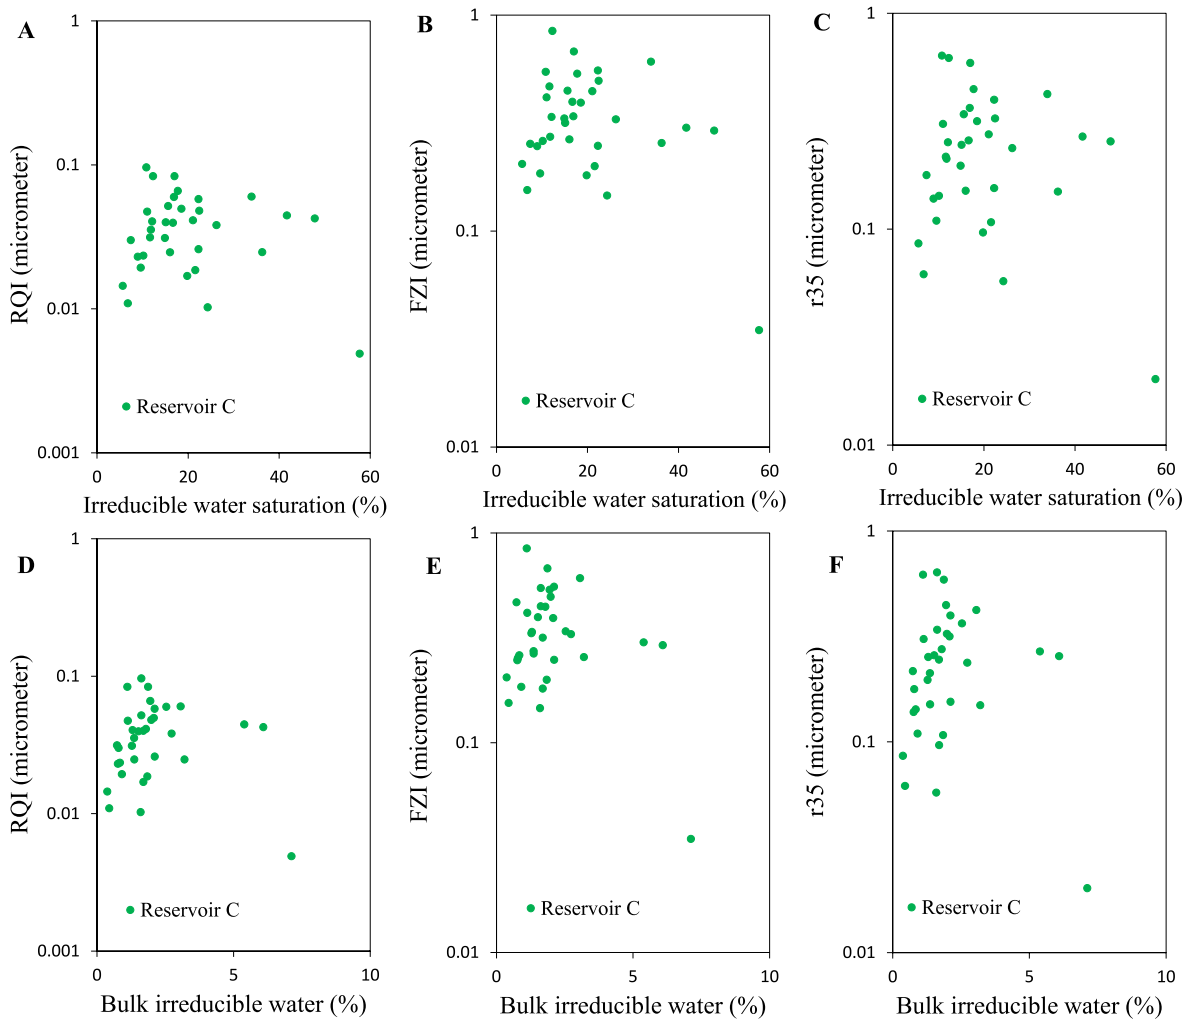 A
1
0.1
0.01
0.001
RQI (micrometer)
Reservoir C
0 20 40 60
Irreducible water saturation (%)
B
1
0.1
0.01
FZI (micrometer)
Reservoir C
0 20 40 60
Irreducible water saturation (%)
C
1
0.1
0.01
r35 (micrometer)
Reservoir C
0 20 40 60
Irreducible water saturation (%)
D
1
0.1
0.01
0.001
RQI (micrometer)
Reservoir C
0 5 10
Bulk irreducible water (%)
E
1
0.1
0.01
FZI (micrometer)
Reservoir C
0 5 10
Bulk irreducible water (%)
F
1
0.1
0.01
r35 (micrometer)
Reservoir C
0 5 10
Bulk irreducible water (%)